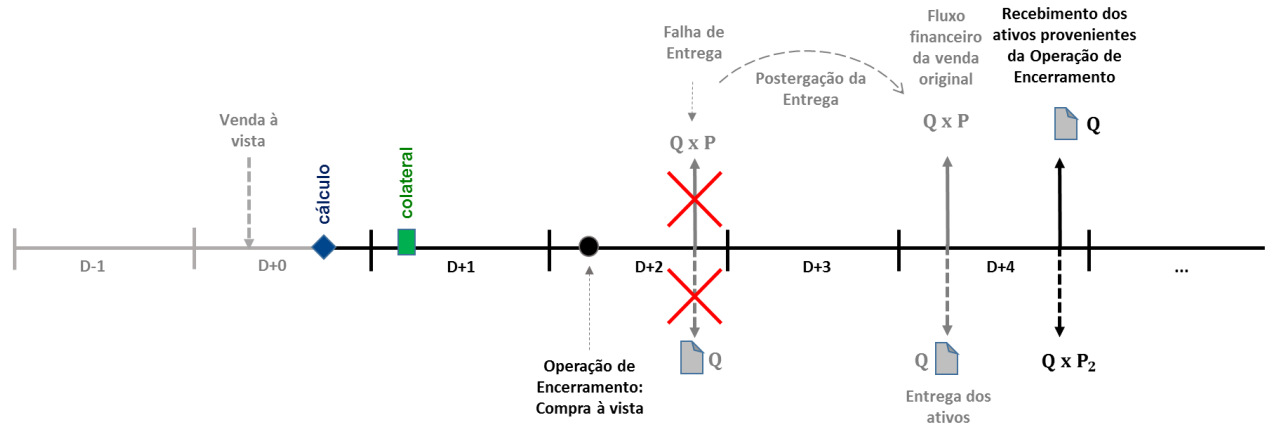 Venda à
vista
cálculo
colateral
Falha de
Entrega
Q x P
Postergação da
Entrega
Fluxo
financeiro
da venda
original
Q x P
Recebimento dos
ativos provenientes
da Operação de
Encerramento
Q
D-1
D+0
D+1
D+2
D+3
D+4
...
Operação de
Encerramento:
Compra à vista
Q
Q
Entrega dos
ativos
Q x P₂